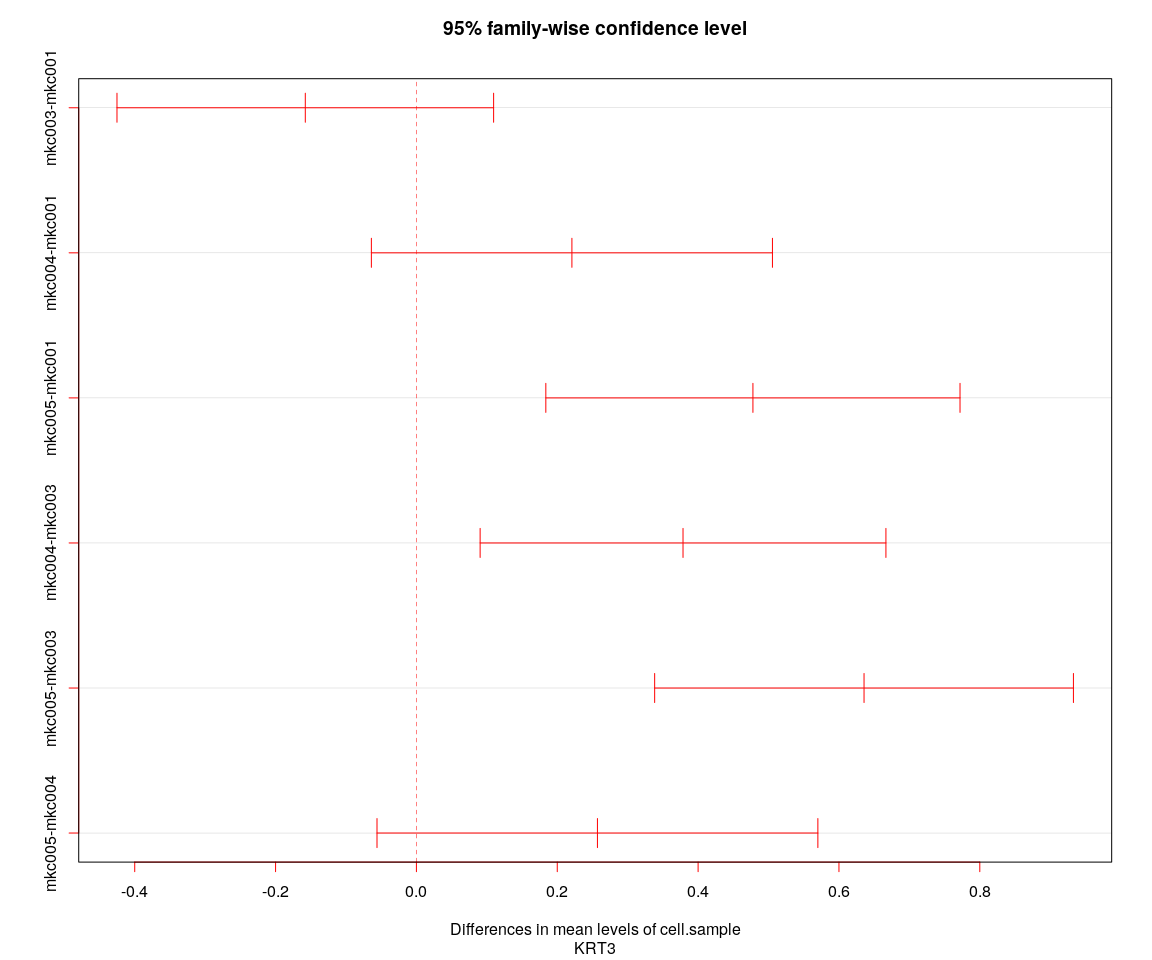 95% family-wise confidence level
mkc003-mkc001
mkc004-mkc001
mkc005-mkc001
mkc004-mkc003
mkc005-mkc003
mkc005-mkc004
-0.4 -0.2 0.0 0.2 0.4 0.6 0.8
Differences in mean levels of cell.sample
KRT3